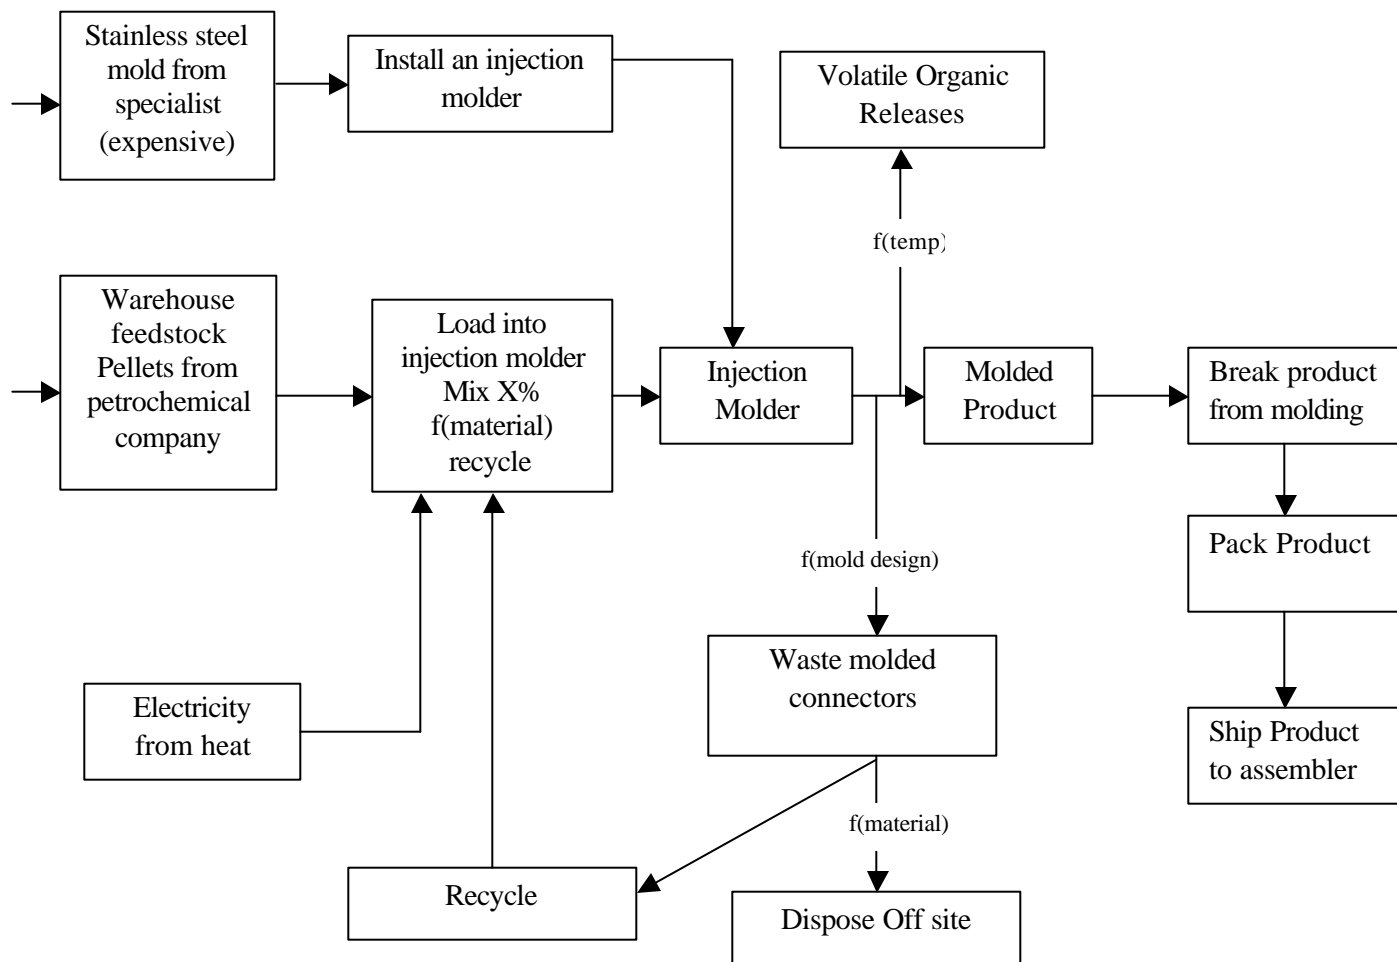 Stainless steel
mold from
specialist
(expensive)
Install an injection
molder
Volatile Organic
Releases
f(temp)
Warehouse
feedstock
Pellets from
petrochemical
company
Load into
injection molder
Mix X%
f(material)
recycle
Injection
Molder
Molded
Product
Break product
from molding
Pack Product
f(mold design)
Waste molded
connectors
Electricity
from heat
Ship Product
to assembler
f(material)
Recycle
Dispose Off site